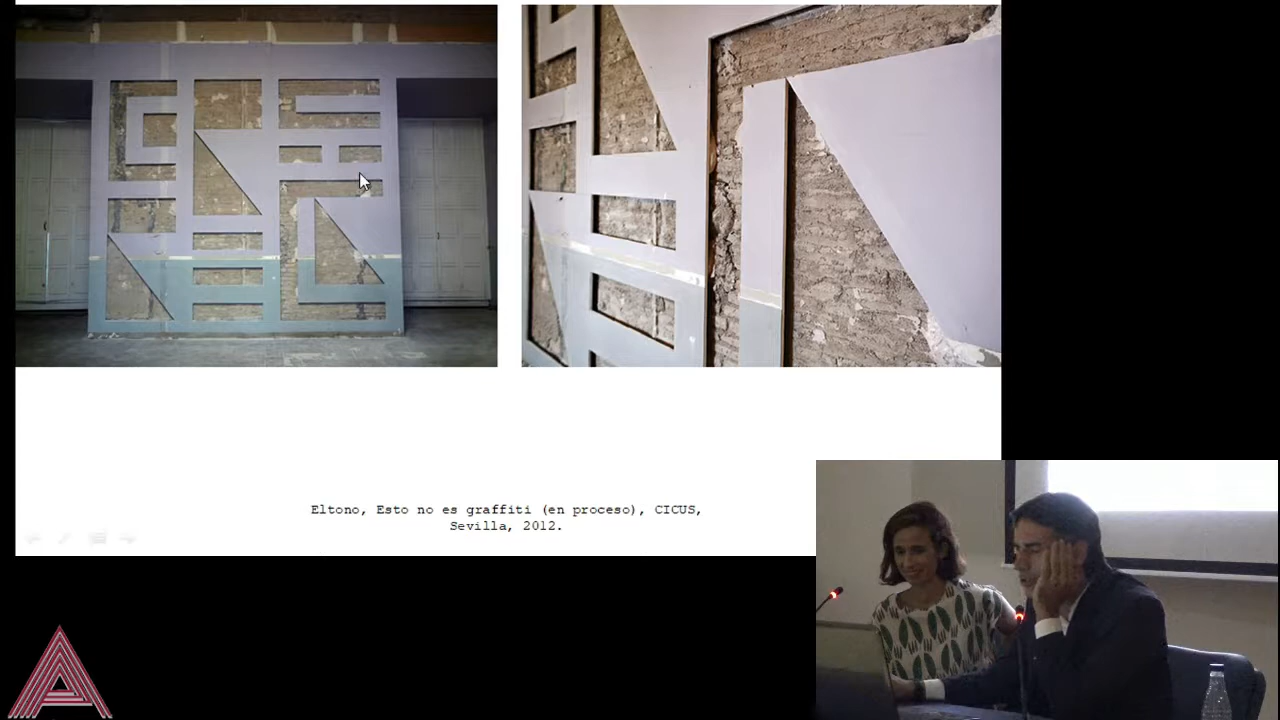 Eltono, Esto no es graffiti (en proceso), CICUS,
Sevilla, 2012.